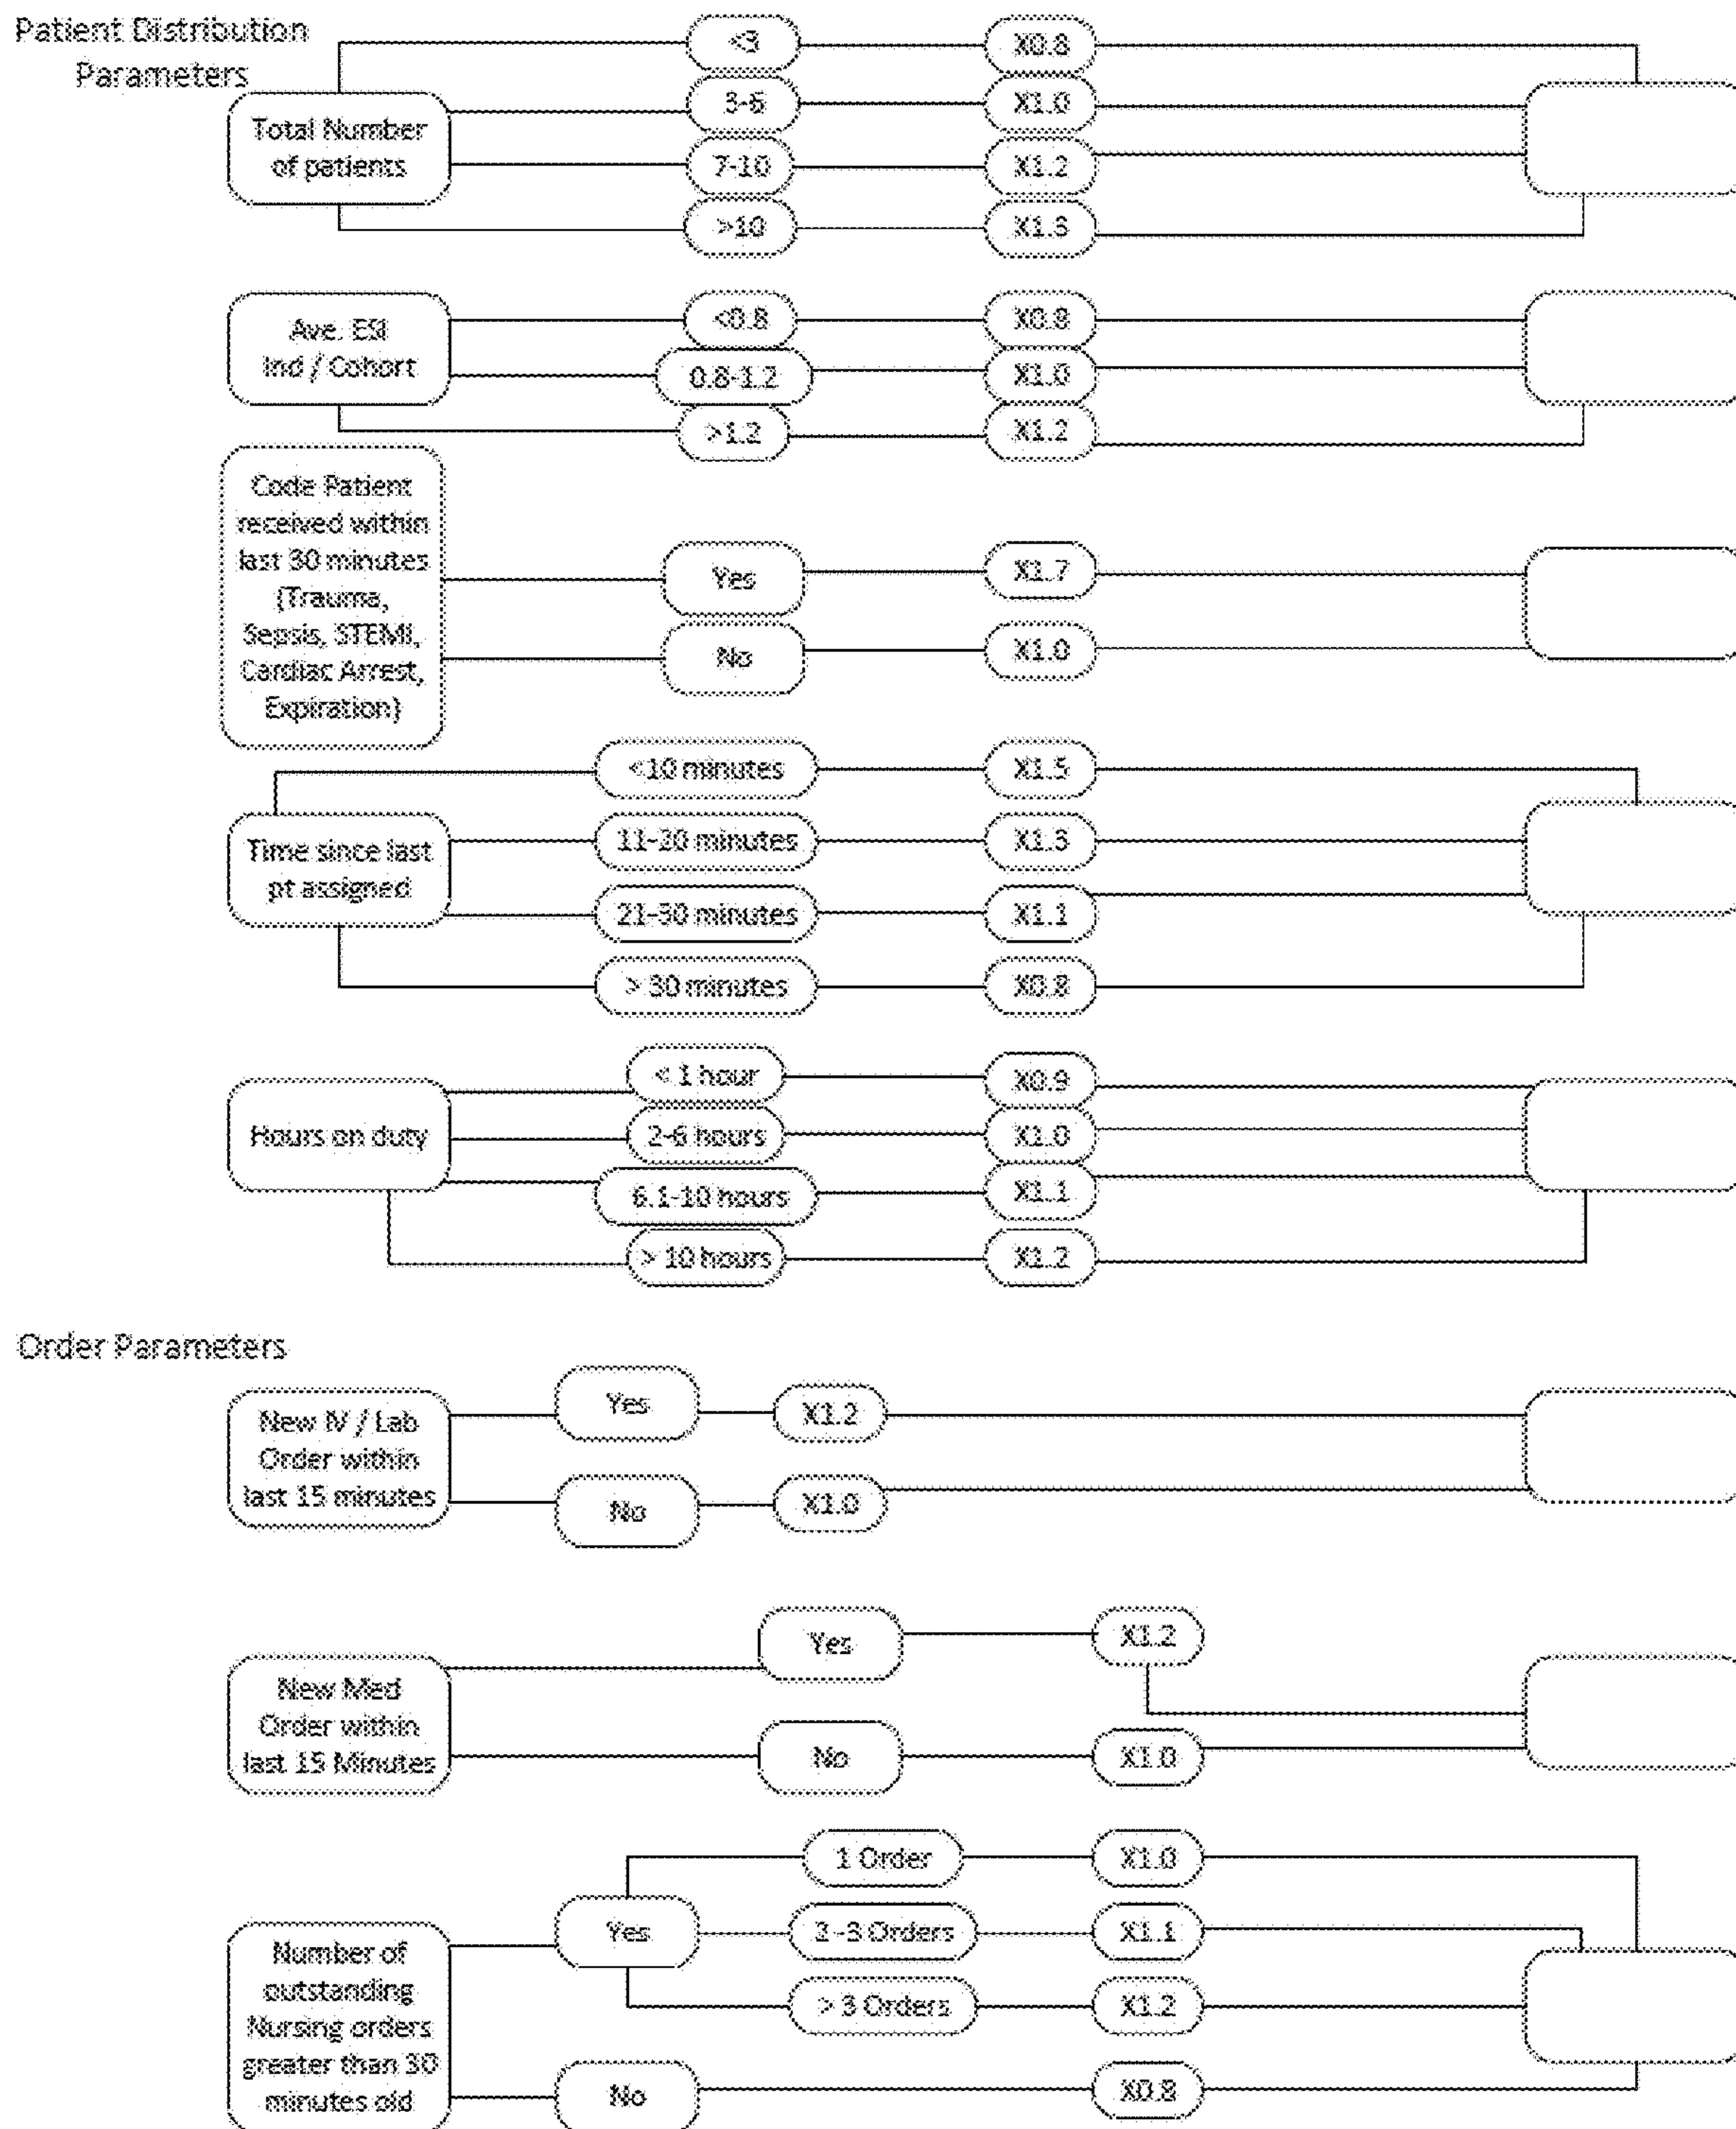 Patient Distribution
Parameters
Total Number
of patients
<3
X0.8
3-6
X1.0
7-10
X1.2
>10
X1.3
Ave. ESI
Ind / Cohort
<0.8
X0.8
0.8-1.2
X1.0
>1.2
X1.2
Code Patient
received within
last 30 minutes
(Trauma,
Sepsis, STEMI,
Cardiac Arrest,
Expiration)
Yes
X1.7
No
X1.0
Time since last
pt assigned
<10 minutes
X1.5
11-20 minutes
X1.3
21-30 minutes
X1.1
> 30 minutes
X0.8
Hours on duty
< 1 hour
X0.9
2-6 hours
X1.0
6.1-10 hours
X1.1
> 10 hours
X1.2
Order Parameters
New IV / Lab
Order within
last 15 minutes
Yes
X1.2
No
X1.0
New Med
Order within
last 15 Minutes
Yes
X1.2
No
X1.0
Number of
outstanding
Nursing orders
greater than 30
minutes old
Yes
1 Order
X1.0
2 -3 Orders
X1.1
> 3 Orders
X1.2
No
X0.8